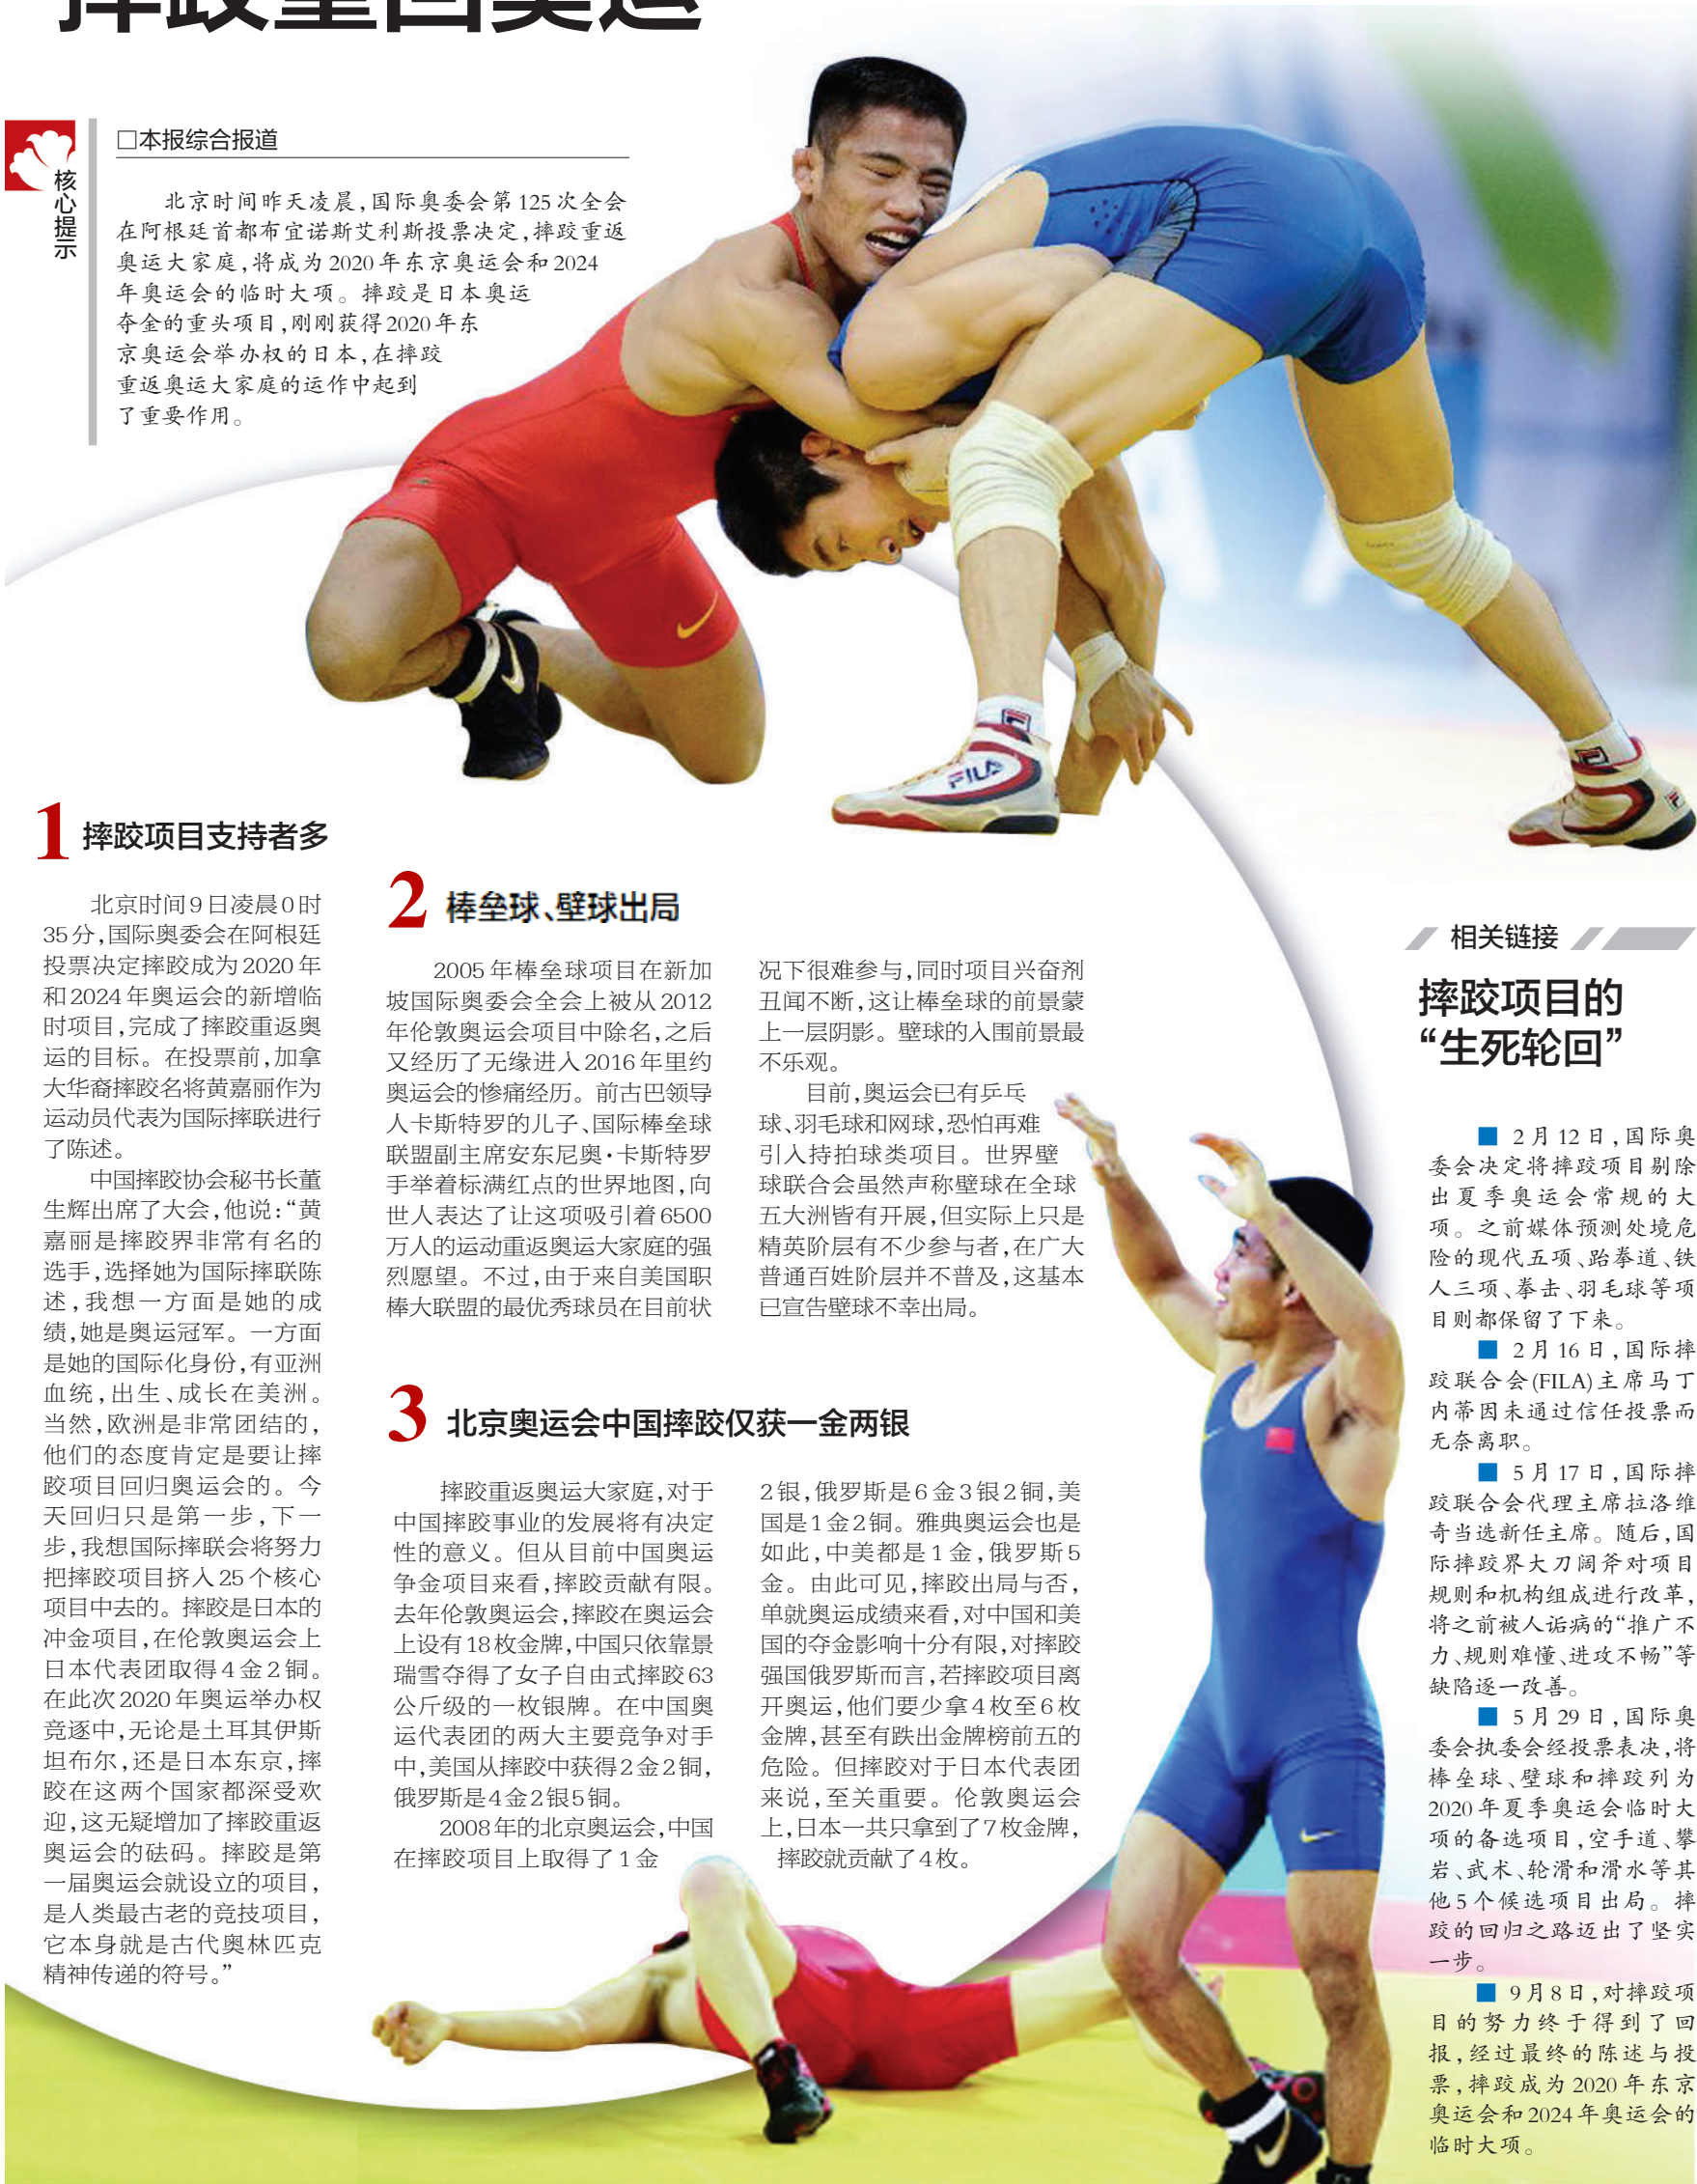 摔跤重回奥运
核心提示
□本报综合报道
北京时间昨天凌晨,国际奥委会第125次全会
在阿根廷首都布宜诺斯艾利斯投票决定,摔跤重返
奥运大家庭,将成为2020年东京奥运会和2024
年奥运会的临时大项。摔跤是日本奥运
夺金的重头项目,刚刚获得2020年东
京奥运会举办权的日本,在摔跤
重返奥运大家庭的运作中起到
了重要作用。
FILA
1 摔跤项目支持者多
北京时间9日凌晨0时
35分,国际奥委会在阿根廷
投票决定摔跤成为2020年
和2024年奥运会的新增临
时项目,完成了摔跤重返奥
运的目标。在投票前,加拿
大华裔摔跤名将黄嘉丽作为
运动员代表为国际摔联进行
了陈述。
中国摔跤协会秘书长董
生辉出席了大会,他说:“黄
嘉丽是摔跤界非常有名的
选手,选择她为国际摔联陈
述,我想一方面是她的成
绩,她是奥运冠军。一方面
是她的国际化身份,有亚洲
血统,出生、成长在美洲。
当然,欧洲是非常团结的,
他们的态度肯定是要让摔
跤项目回归奥运会的。今
天回归只是第一步,下一
步,我想国际摔联会将努力
把摔跤项目挤入25个核心
项目中去的。摔跤是日本的
冲金项目,在伦敦奥运会上
日本代表团取得4金2铜。
在此次2020年奥运举办权
竞逐中,无论是土耳其伊斯
坦布尔,还是日本东京,摔
跤在这两个国家都深受欢
迎,这无疑增加了摔跤重返
奥运会的砝码。摔跤是第
一届奥运会就设立的项目,
是人类最古老的竞技项目,
它本身就是古代奥林匹克
精神传递的符号。”
2 棒垒球、壁球出局
2005年棒垒球项目在新加
坡国际奥委会全会上被从2012
年伦敦奥运会项目中除名,之后
又经历了无缘进入2016年里约
奥运会的惨痛经历。前古巴领导
人卡斯特罗的儿子、国际棒垒球
联盟副主席安东尼奥·卡斯特罗
手举着标满红点的世界地图,向
世人表达了让这项吸引着6500
万人的运动重返奥运大家庭的强
烈愿望。不过,由于来自美国职
棒大联盟的最优秀球员在目前状
况下很难参与,同时项目兴奋剂
丑闻不断,这让棒垒球的前景蒙
上一层阴影。壁球的入围前景最
不乐观。
目前,奥运会已有乒乓
球、羽毛球和网球,恐怕再难
引入持拍球类项目。世界壁
球联合会虽然声称壁球在全球
五大洲皆有开展,但实际上只是
精英阶层有不少参与者,在广大
普通百姓阶层并不普及,这基本
已宣告壁球不幸出局。
3 北京奥运会中国摔跤仅获一金两银
摔跤重返奥运大家庭,对于
中国摔跤事业的发展将有决定
性的意义。但从目前中国奥运
争金项目来看,摔跤贡献有限。
去年伦敦奥运会,摔跤在奥运会
上设有18枚金牌,中国只依靠景
瑞雪夺得了女子自由式摔跤63
公斤级的一枚银牌。在中国奥
运代表团的两大主要竞争对手
中,美国从摔跤中获得2金2铜,
俄罗斯是4金2银5铜。
2008年的北京奥运会,中国
在摔跤项目上取得了1金
2银,俄罗斯是6金3银2铜,美
国是1金2铜。雅典奥运会也是
如此,中美都是1金,俄罗斯5
金。由此可见,摔跤出局与否,
单就奥运成绩来看,对中国和美
国的夺金影响十分有限,对摔跤
强国俄罗斯而言,若摔跤项目离
开奥运,他们要少拿4枚至6枚
金牌,甚至有跌出金牌榜前五的
危险。但摔跤对于日本代表团
来说,至关重要。伦敦奥运会
上,日本一共只拿到了7枚金牌,
摔跤就贡献了4枚。
相关链接
摔跤项目的
“生死轮回”
■ 2月12日,国际奥
委会决定将摔跤项目剔除
出夏季奥运会常规的大
项。之前媒体预测处境危
险的现代五项、跆拳道、铁
人三项、拳击、羽毛球等项
目则都保留了下来。
■ 2月16日,国际摔
跤联合会(FILA)主席马丁
内蒂因未通过信任投票而
无奈离职。
■ 5月17日,国际摔
跤联合会代理主席拉洛维
奇当选新任主席。随后,国
际摔跤界大刀阔斧对项目
规则和机构组成进行改革,
将之前被人诟病的“推广不
力、规则难懂、进攻不畅”等
缺陷逐一改善。
■ 5月29日,国际奥
委会执委会经投票表决,将
棒垒球、壁球和摔跤列为
2020年夏季奥运会临时大
项的备选项目,空手道、攀
岩、武术、轮滑和滑水等其
他5个候选项目出局。摔
跤的回归之路迈出了坚实
一步。
■ 9月8日,对摔跤项
目的努力终于得到了回
报,经过最终的陈述与投
票,摔跤成为2020年东京
奥运会和2024年奥运会的
临时大项。